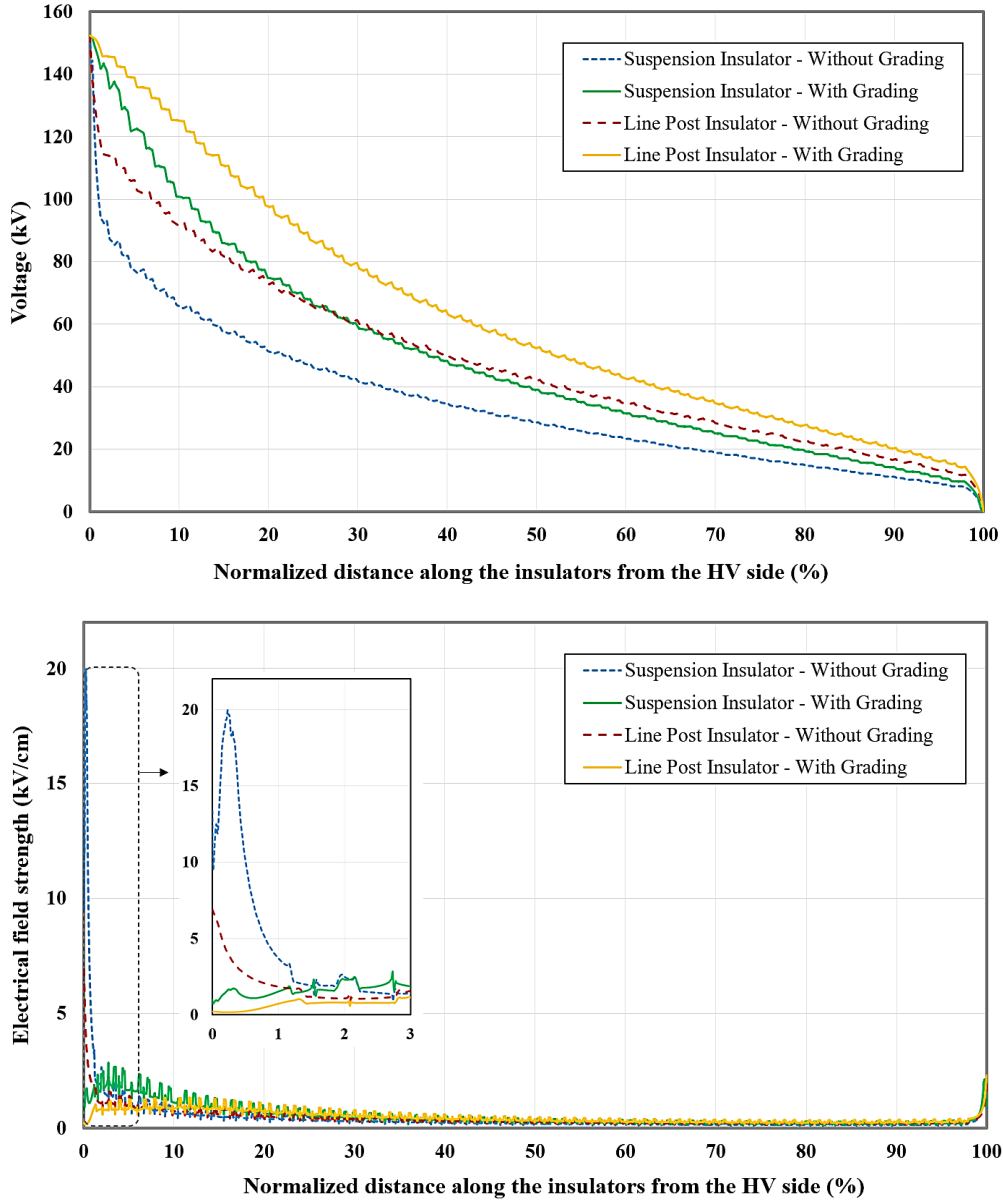 160
140
120
100
80
60
40
20
0
Voltage (kV)
Suspension Insulator - Without Grading
Suspension Insulator - With Grading
Line Post Insulator - Without Grading
Line Post Insulator - With Grading
0 10 20 30 40 50 60 70 80 90 100
Normalized distance along the insulators from the HV side (%)
20
15
10
5
0
Electrical field strength (kV/cm)
20
15
10
5
0
0 1 2 3
Suspension Insulator - Without Grading
Suspension Insulator - With Grading
Line Post Insulator - Without Grading
Line Post Insulator - With Grading
0 10 20 30 40 50 60 70 80 90 100
Normalized distance along the insulators from the HV side (%)